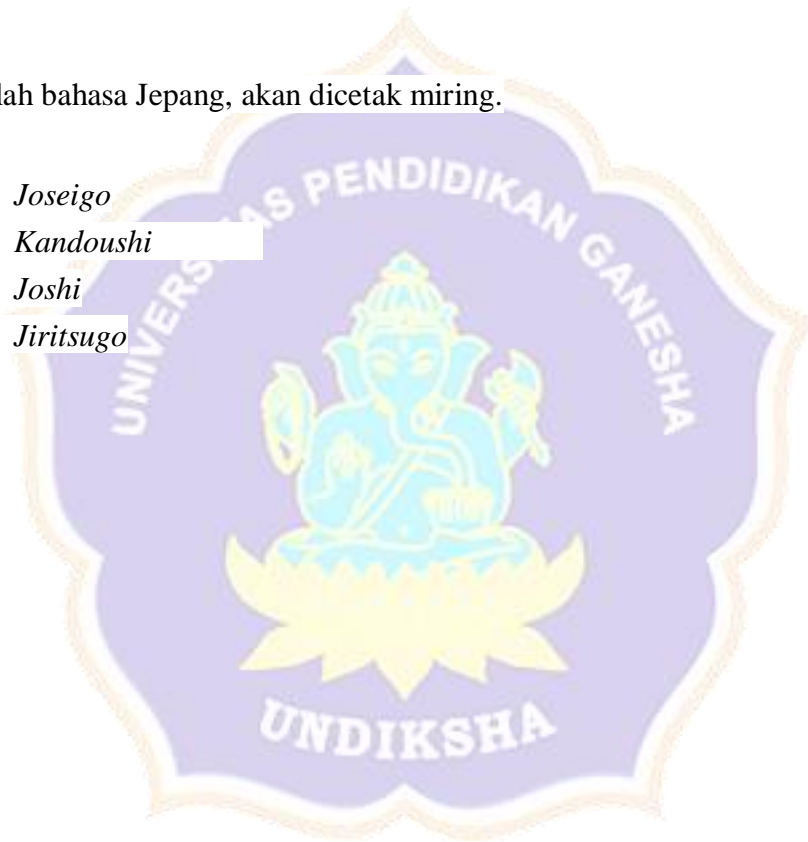 lah bahasa Jepang, akan dicetak miring.
Joseigo
Kandoushi
Joshi
Jiritsugo
UNIVERSITAS PENDIDIKAN GANESHA
UNDIKSHA